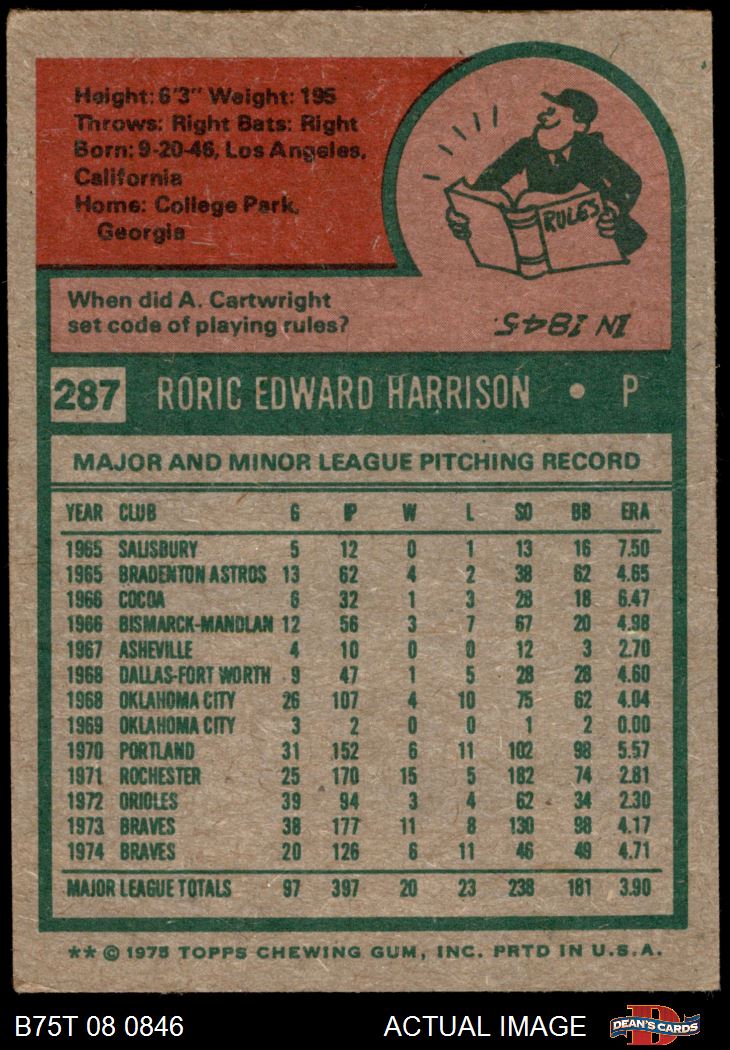 Height: 6'3" Weight: 195
Throws: Right Bats: Right
Born: 9-20-46, Los Angeles,
California
Home: College Park,
Georgia
RULES
When did A. Cartwright
set code of playing rules?
IN 1845.
287 RORIC EDWARD HARRISON • P
MAJOR AND MINOR LEAGUE PITCHING RECORD
YEAR CLUB G IP W L SO BB ERA
1965 SALISBURY 5 12 0 1 13 16 7.50
1965 BRADENTON ASTROS 13 62 4 2 38 62 4.65
1966 COCOA 6 32 1 3 28 18 6.47
1966 BISMARCK-MANDLAN 12 56 3 7 67 20 4.98
1967 ASHEVILLE 4 10 0 0 12 3 2.70
1968 DALLAS-FORT WORTH 9 47 1 5 28 28 4.60
1968 OKLAHOMA CITY 26 107 4 10 75 62 4.04
1969 OKLAHOMA CITY 3 2 0 0 1 2 0.00
1970 PORTLAND 31 152 6 11 102 98 5.57
1971 ROCHESTER 25 170 15 5 182 74 2.81
1972 ORIOLES 39 94 3 4 62 34 2.30
1973 BRAVES 38 177 11 8 130 98 4.17
1974 BRAVES 20 126 6 11 46 49 4.71
MAJOR LEAGUE TOTALS 97 397 20 23 238 181 3.90
** © 1975 TOPPS CHEWING GUM, INC. PRTD IN U.S.A.
B75T 08 0846 ACTUAL IMAGE D DEAN'S CARDS